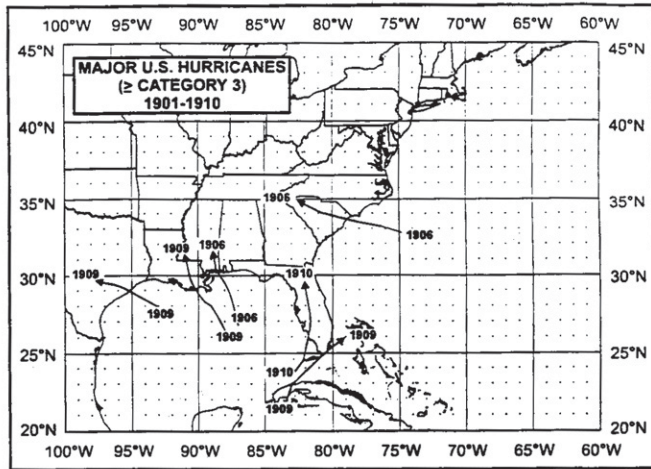 100°W 95°W 90°W 85°W 80°W 75°W 70°W 65°W 60°W
45°N 45°N
MAJOR U.S. HURRICANES
(≥ CATEGORY 3)
1901-1910
40°N 40°N
35°N 1906 35°N
1906
1909 1906
30°N 1909 1910 30°N
1906
1909 1909
25°N 25°N
1910
1909
20°N 20°N
100°W 95°W 90°W 85°W 80°W 75°W 70°W 65°W 60°W